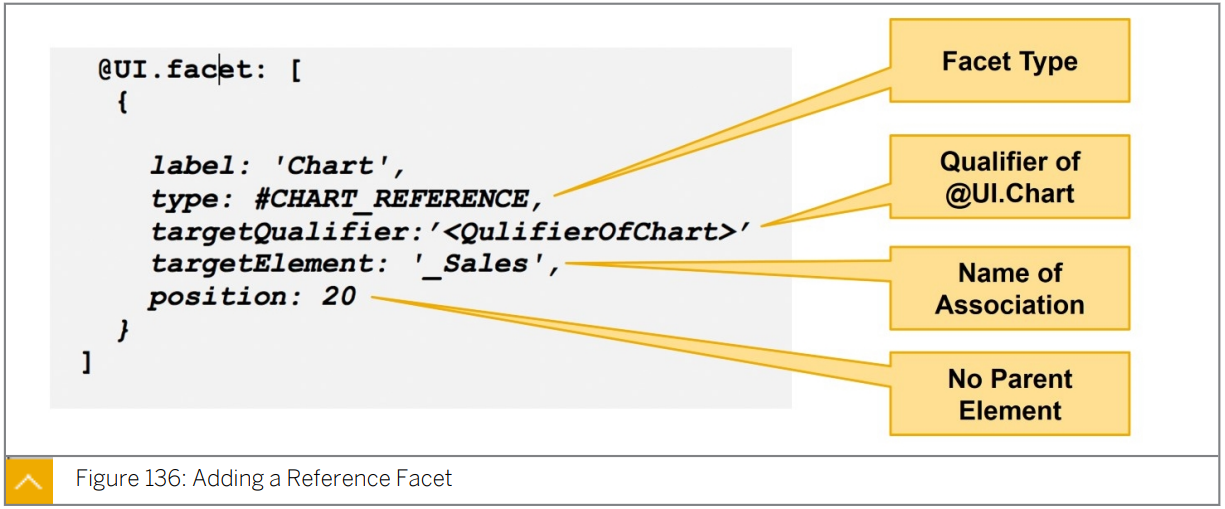 @UI.facet: [
{
label: 'Chart',
type: #CHART_REFERENCE,
targetQualifier:’<QulifierOfChart>’
targetElement: '_Sales',
position: 20
}
]
Facet Type
Qualifier of
@UI.Chart
Name of
Association
No Parent
Element
Figure 136: Adding a Reference Facet